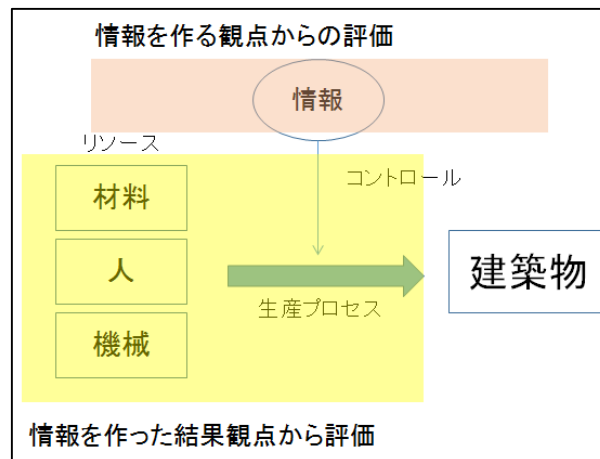 情報を作る観点からの評価
情報
リソース
コントロール
材料
人
機械
生産プロセス
建築物
情報を作った結果観点から評価